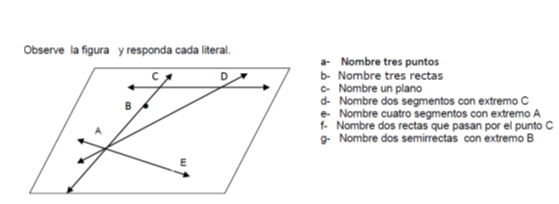 Observe la figura y responda cada literal.
a- Nombre tres puntos
b- Nombre tres rectas
c- Nombre un plano
d- Nombre dos segmentos con extremo C
e- Nombre cuatro segmentos con extremo A
f- Nombre dos rectas que pasan por el punto C
g- Nombre dos semirrectas con extremo B
C
D
B
A
E